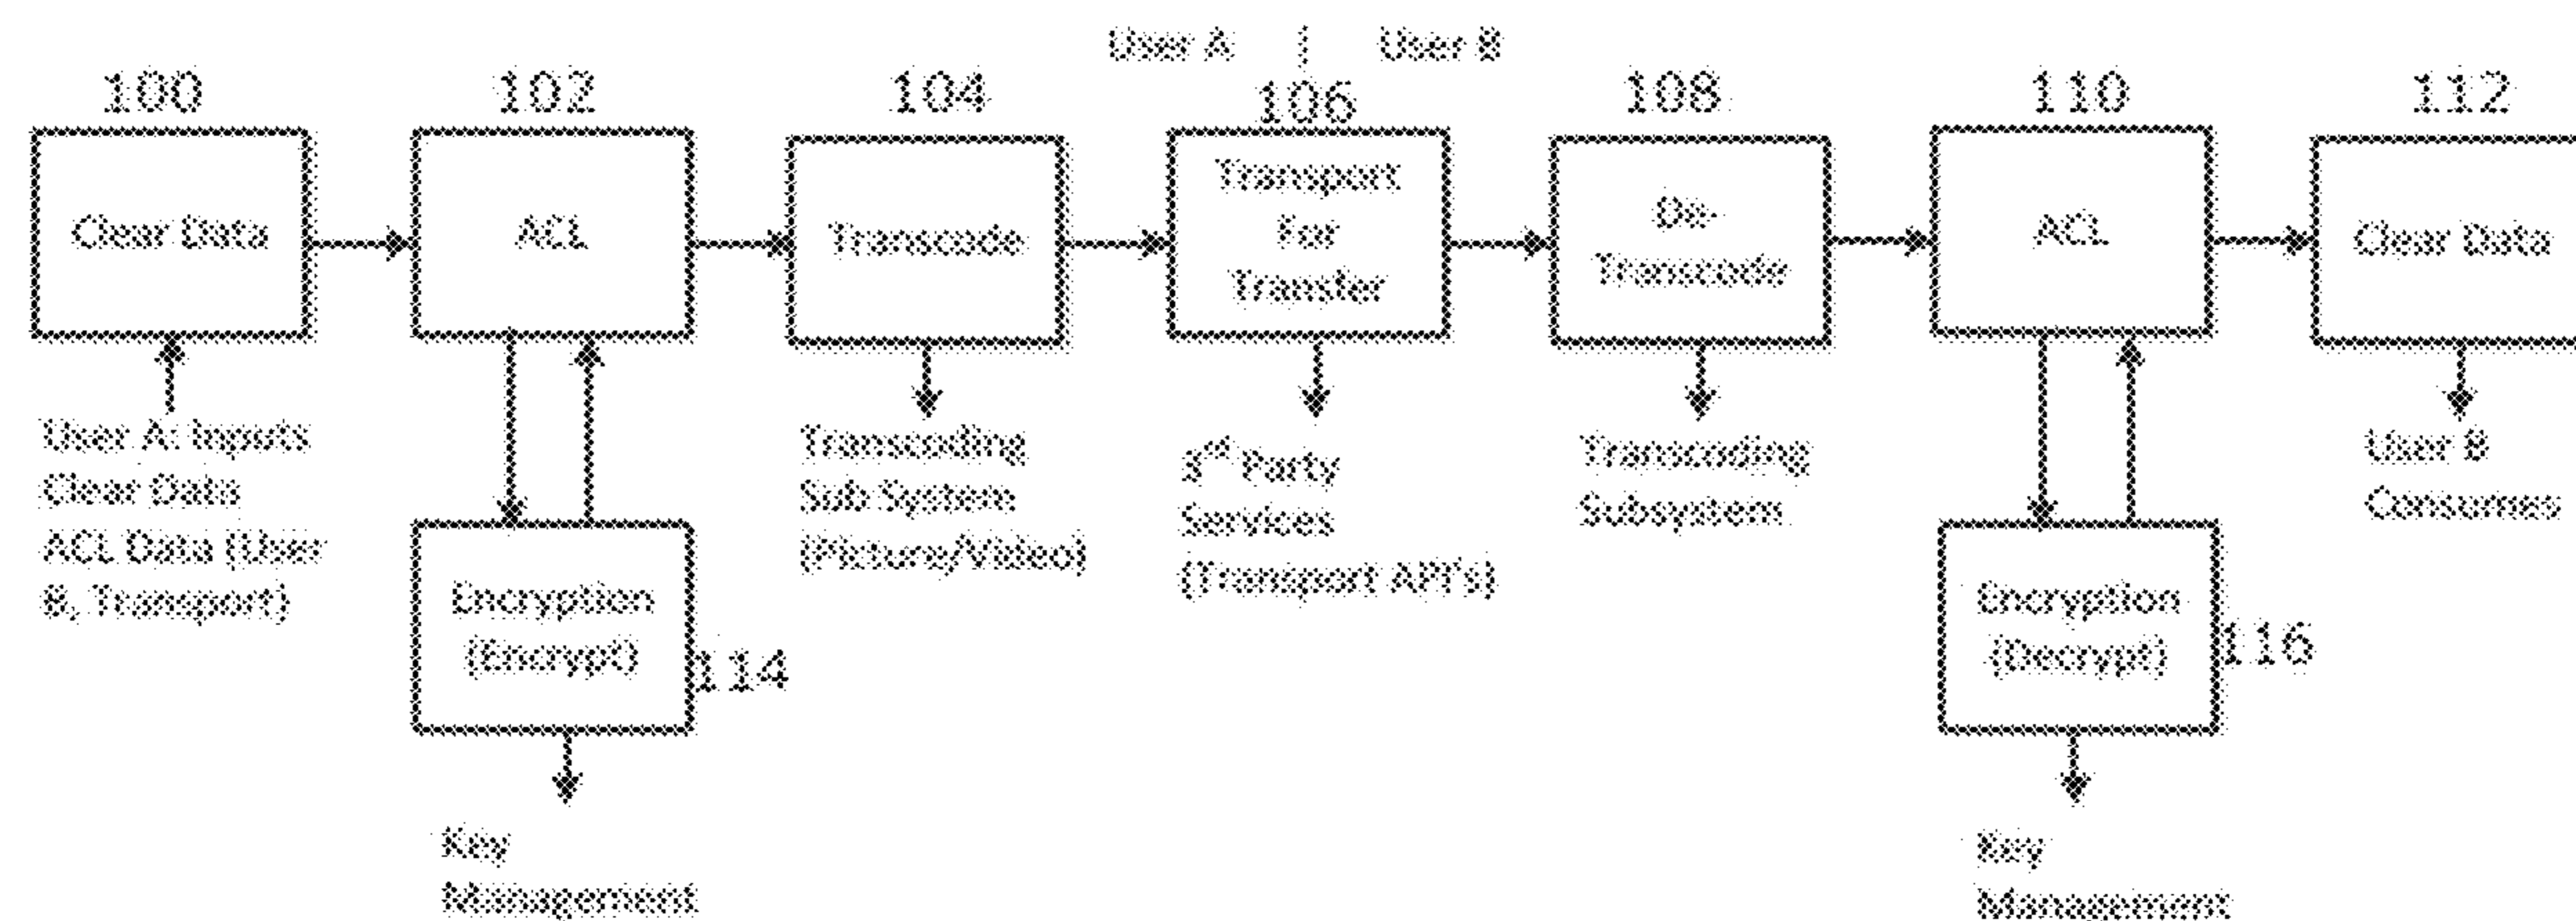 User A
User B
100
102
104
106
108
110
112
Clear Data
ACL
Transcode
Transport
For
Transfer
De-
Transcode
ACL
Clear Data
User A: Inputs
Clear Data
ACL Data (User
B, Transport)
Transcoding
Sub System
(Picture/Video)
3rd Party
Services
(Transport API's)
Transcoding
Subsystem
User B
Consumes
Encryption
(Encrypt)
114
Encryption
(Decrypt)
116
Key
Management
Key
Management